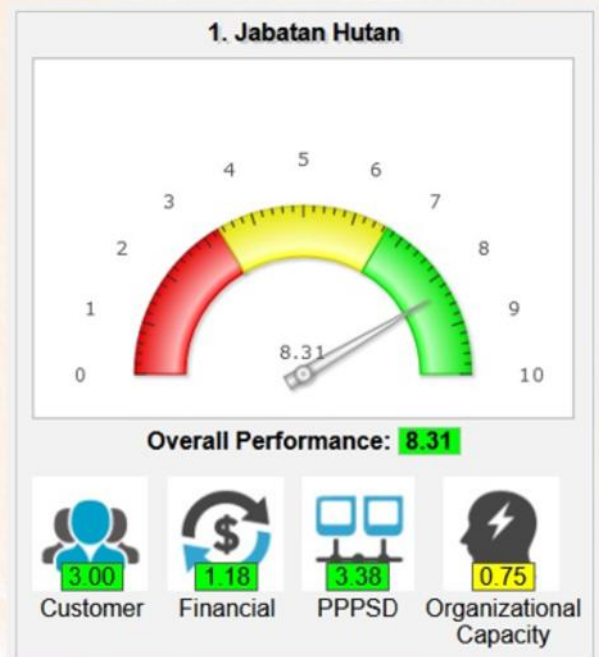 1. Jabatan Hutan
5
4 6
3 7
2 8
1 9
8.31
0 10
Overall Performance: 8.31
3.00 1.18 3.38 0.75
Customer Financial PPPSD Organizational
Capacity